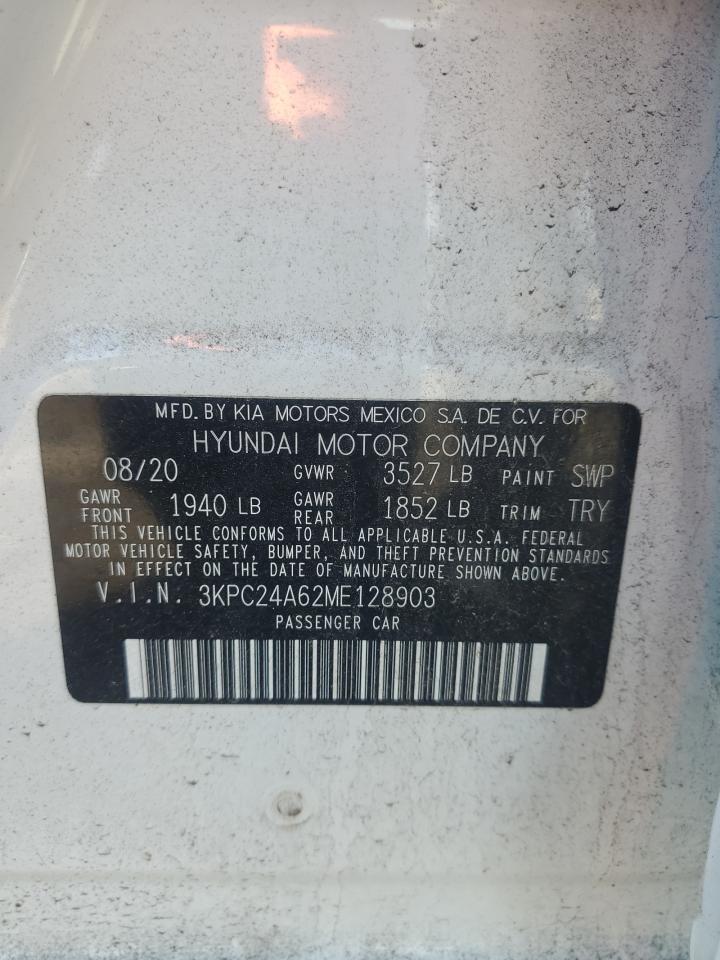 MFD. BY KIA MOTORS MEXICO S.A. DE C.V. FOR
HYUNDAI MOTOR COMPANY
08/20 GVWR 3527 LB PAINT SWP
GAWR FRONT 1940 LB GAWR REAR 1852 LB TRIM TRY
THIS VEHICLE CONFORMS TO ALL APPLICABLE U.S.A. FEDERAL
MOTOR VEHICLE SAFETY, BUMPER, AND THEFT PREVENTION STANDARDS
IN EFFECT ON THE DATE OF MANUFACTURE SHOWN ABOVE.
V.I.N. 3KPC24A62ME128903
PASSENGER CAR